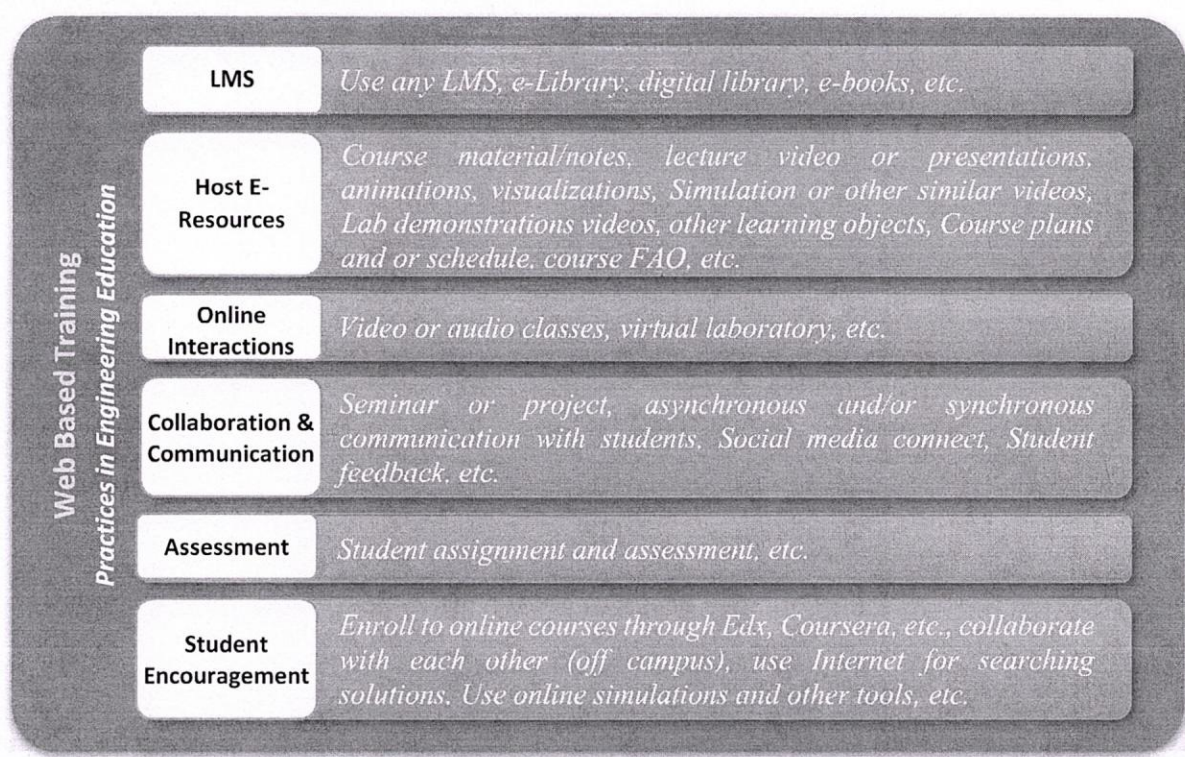 Web Based Training
Practices in Engineering Education
LMS
Use any LMS, e-Library, digital library, e-books, etc.
Host E-
Resources
Course material/notes, lecture video or presentations,
animations, visualizations, Simulation or other similar videos,
Lab demonstrations videos, other learning objects, Course plans
and or schedule, course FAQ, etc.
Online
Interactions
Video or audio classes, virtual laboratory, etc.
Collaboration &
Communication
Seminar or project, asynchronous and/or synchronous
communication with students, Social media connect, Student
feedback, etc.
Assessment
Student assignment and assessment, etc.
Student
Encouragement
Enroll to online courses through Edx, Coursera, etc., collaborate
with each other (off campus), use Internet for searching
solutions, Use online simulations and other tools, etc.